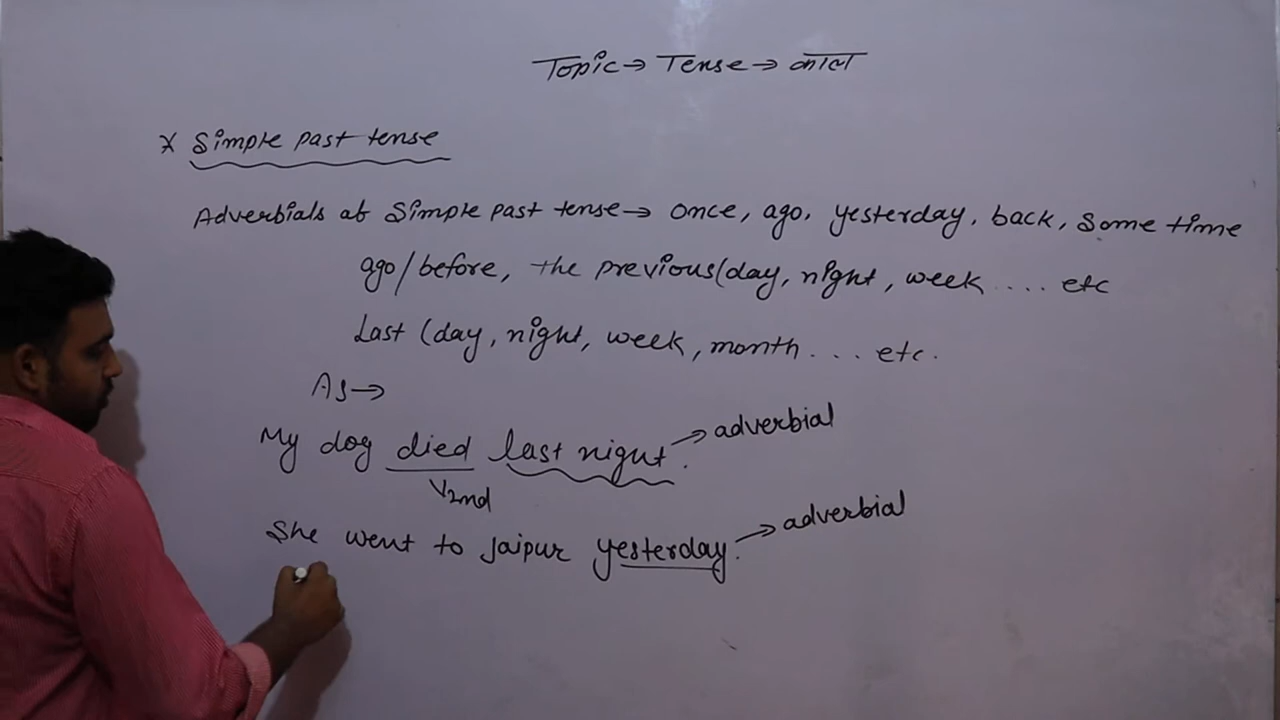 Topic → Tense → काल
* Simple past tense
Adverbials of Simple past tense → once, ago, yesterday, back, some time
ago/before, the previous (day, night, week .... etc
Last (day, night, week, month .... etc.
As →
My dog died last night. → adverbial
V2nd
She went to Jaipur yesterday. → adverbial